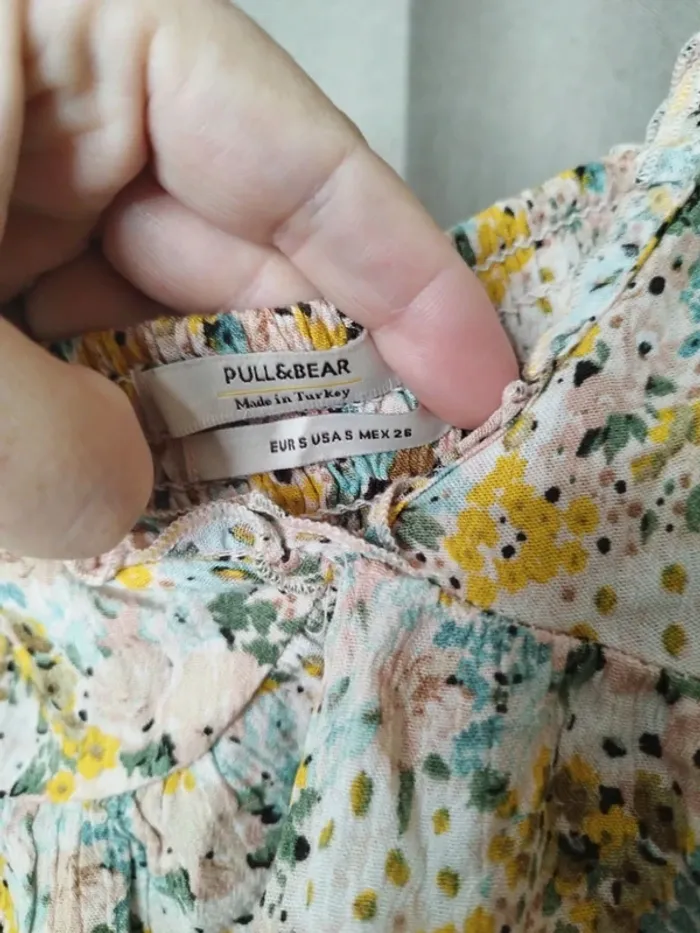 PULL&BEAR
Made in Turkey
EUR S USA S MEX 26